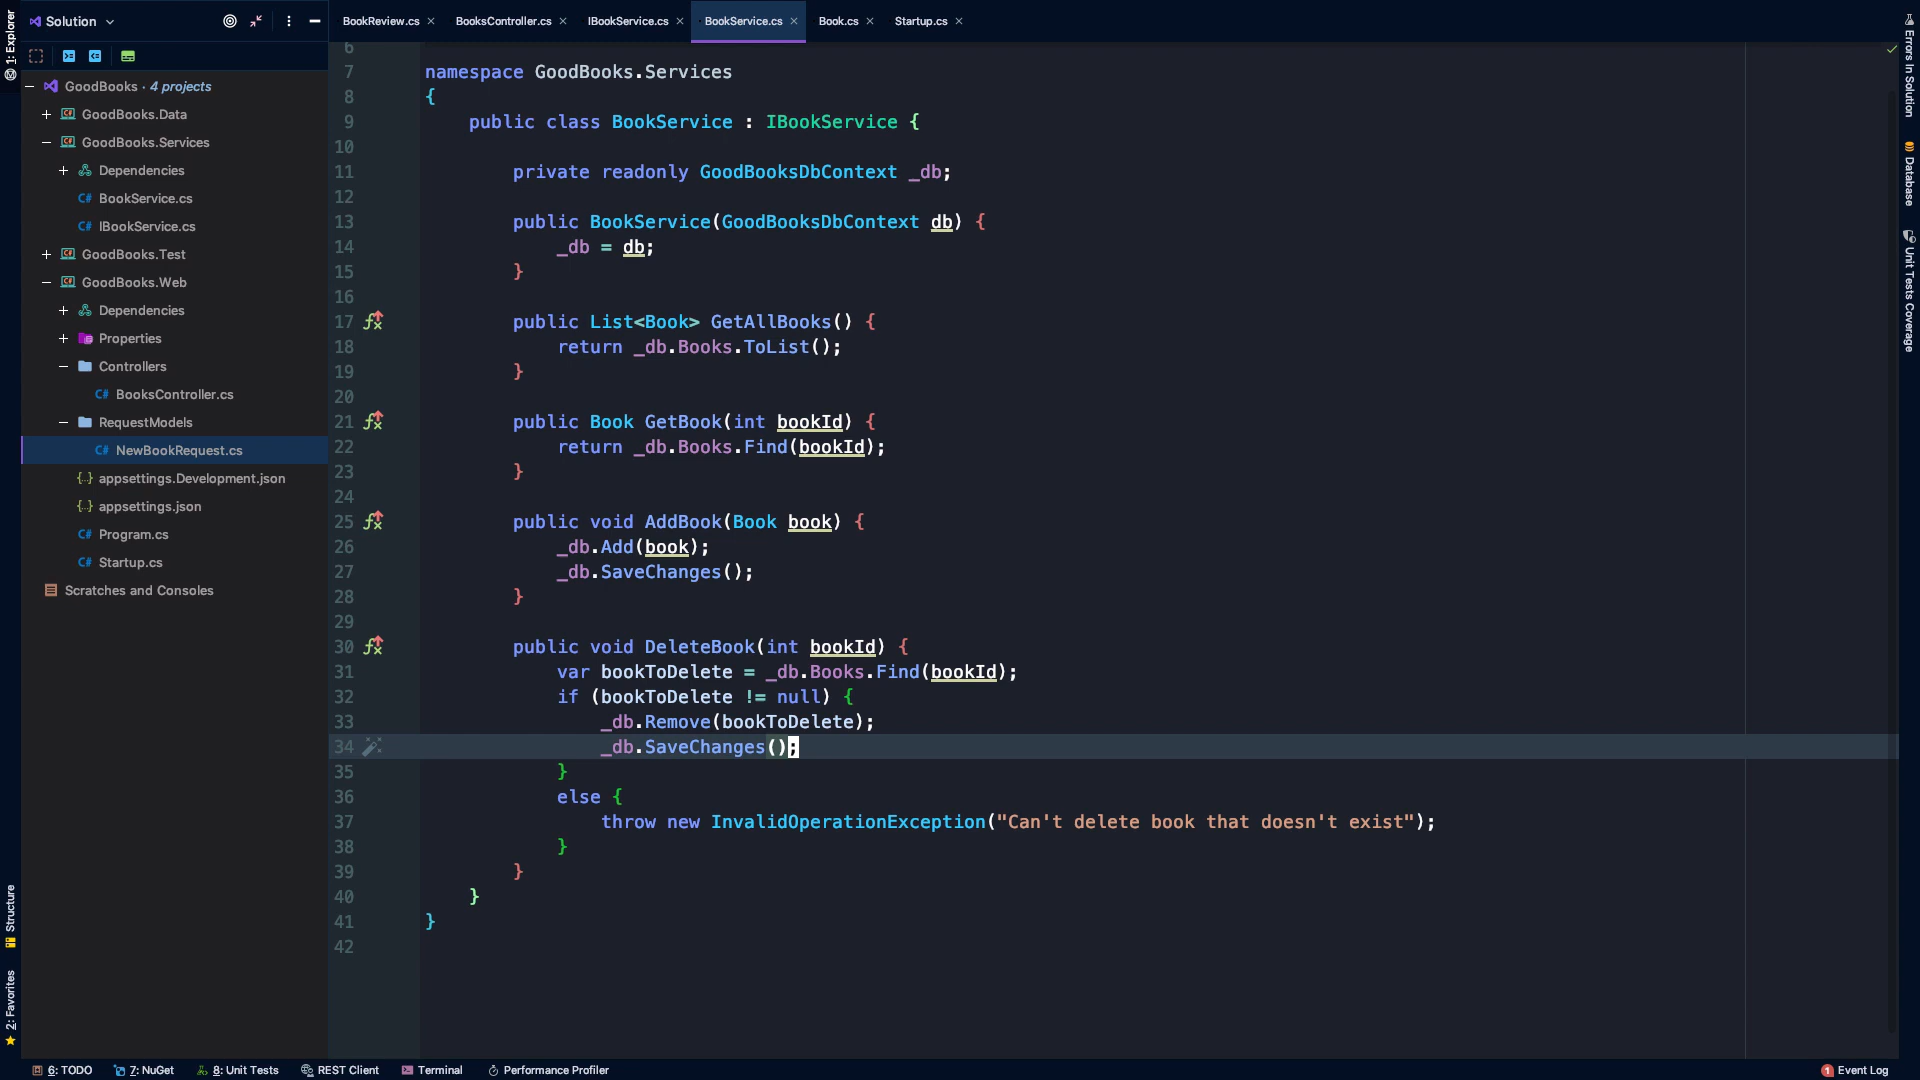 Solution
BookReview.cs
BooksController.cs
IBookService.cs
BookService.cs
Book.cs
Startup.cs
1: Explorer
GoodBooks · 4 projects
GoodBooks.Data
GoodBooks.Services
Dependencies
BookService.cs
IBookService.cs
GoodBooks.Test
GoodBooks.Web
Dependencies
Properties
Controllers
BooksController.cs
RequestModels
NewBookRequest.cs
appsettings.Development.json
appsettings.json
Program.cs
Startup.cs
Scratches and Consoles
Structure
2: Favorites
6
7 namespace GoodBooks.Services
8 {
9 public class BookService : IBookService {
10
11 private readonly GoodBooksDbContext _db;
12
13 public BookService(GoodBooksDbContext db) {
14 _db = db;
15 }
16
17 public List<Book> GetAllBooks() {
18 return _db.Books.ToList();
19 }
20
21 public Book GetBook(int bookId) {
22 return _db.Books.Find(bookId);
23 }
24
25 public void AddBook(Book book) {
26 _db.Add(book);
27 _db.SaveChanges();
28 }
29
30 public void DeleteBook(int bookId) {
31 var bookToDelete = _db.Books.Find(bookId);
32 if (bookToDelete != null) {
33 _db.Remove(bookToDelete);
34 _db.SaveChanges();
35 }
36 else {
37 throw new InvalidOperationException("Can't delete book that doesn't exist");
38 }
39 }
40 }
41 }
42
Errors In Solution
Database
Unit Tests Coverage
6: TODO
7: NuGet
8: Unit Tests
REST Client
Terminal
Performance Profiler
1 Event Log